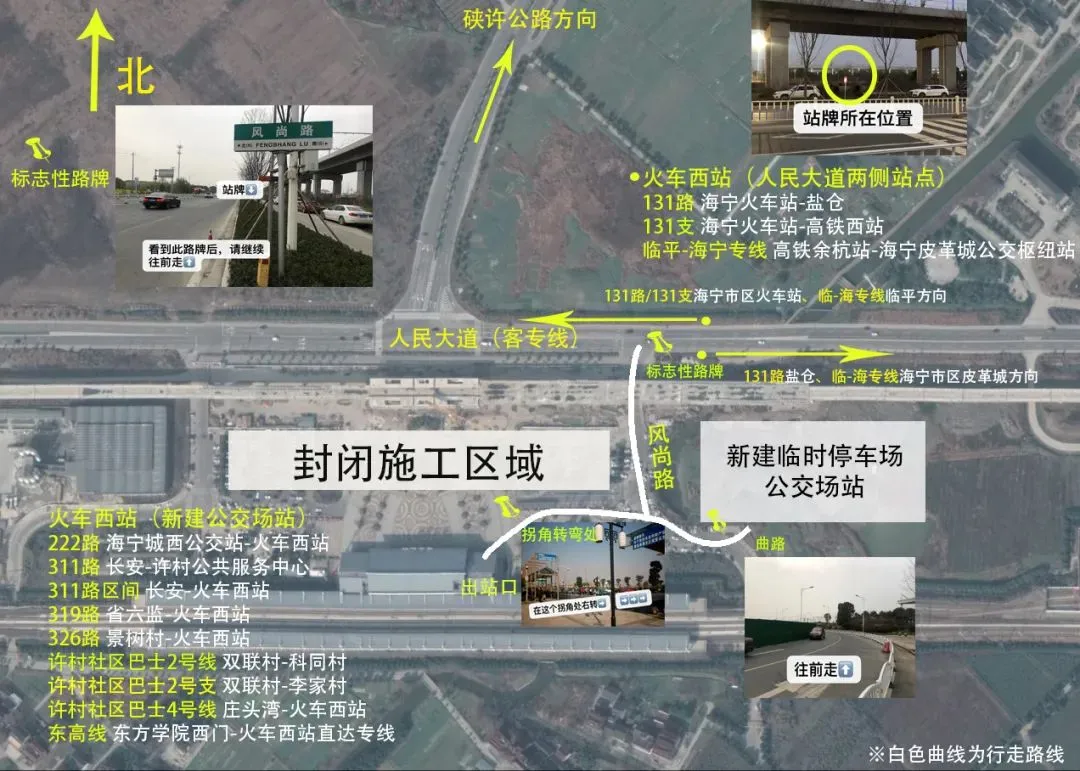 硖许公路方向
北
标志性路牌
风尚路
FENGSHANG LU
站牌⬇
看到此路牌后，请继续
往前走⬆
站牌所在位置
•火车西站（人民大道两侧站点）
131路 海宁火车站-盐仓
131支 海宁火车站-高铁西站
临平-海宁专线 高铁余杭站-海宁皮革城公交枢纽站
131路/131支海宁市区火车站、临-海专线临平方向
人民大道（客专线）
标志性路牌
131路盐仓、临-海专线海宁市区皮革城方向
封闭施工区域
风尚路
新建临时停车场
公交场站
火车西站（新建公交场站）
222路 海宁城西公交站-火车西站
311路 长安-许村公共服务中心
311路区间 长安-火车西站
319路 省六监-火车西站
326路 景树村-火车西站
许村社区巴士2号线 双联村-科同村
许村社区巴士2号支 双联村-李家村
许村社区巴士4号线 庄头湾-火车西站
东高线 东方学院西门-火车西站直达专线
拐角转弯处
出站口
在这个拐角处右转➡
➡➡➡
曲路
往前走⬆
※白色曲线为行走路线